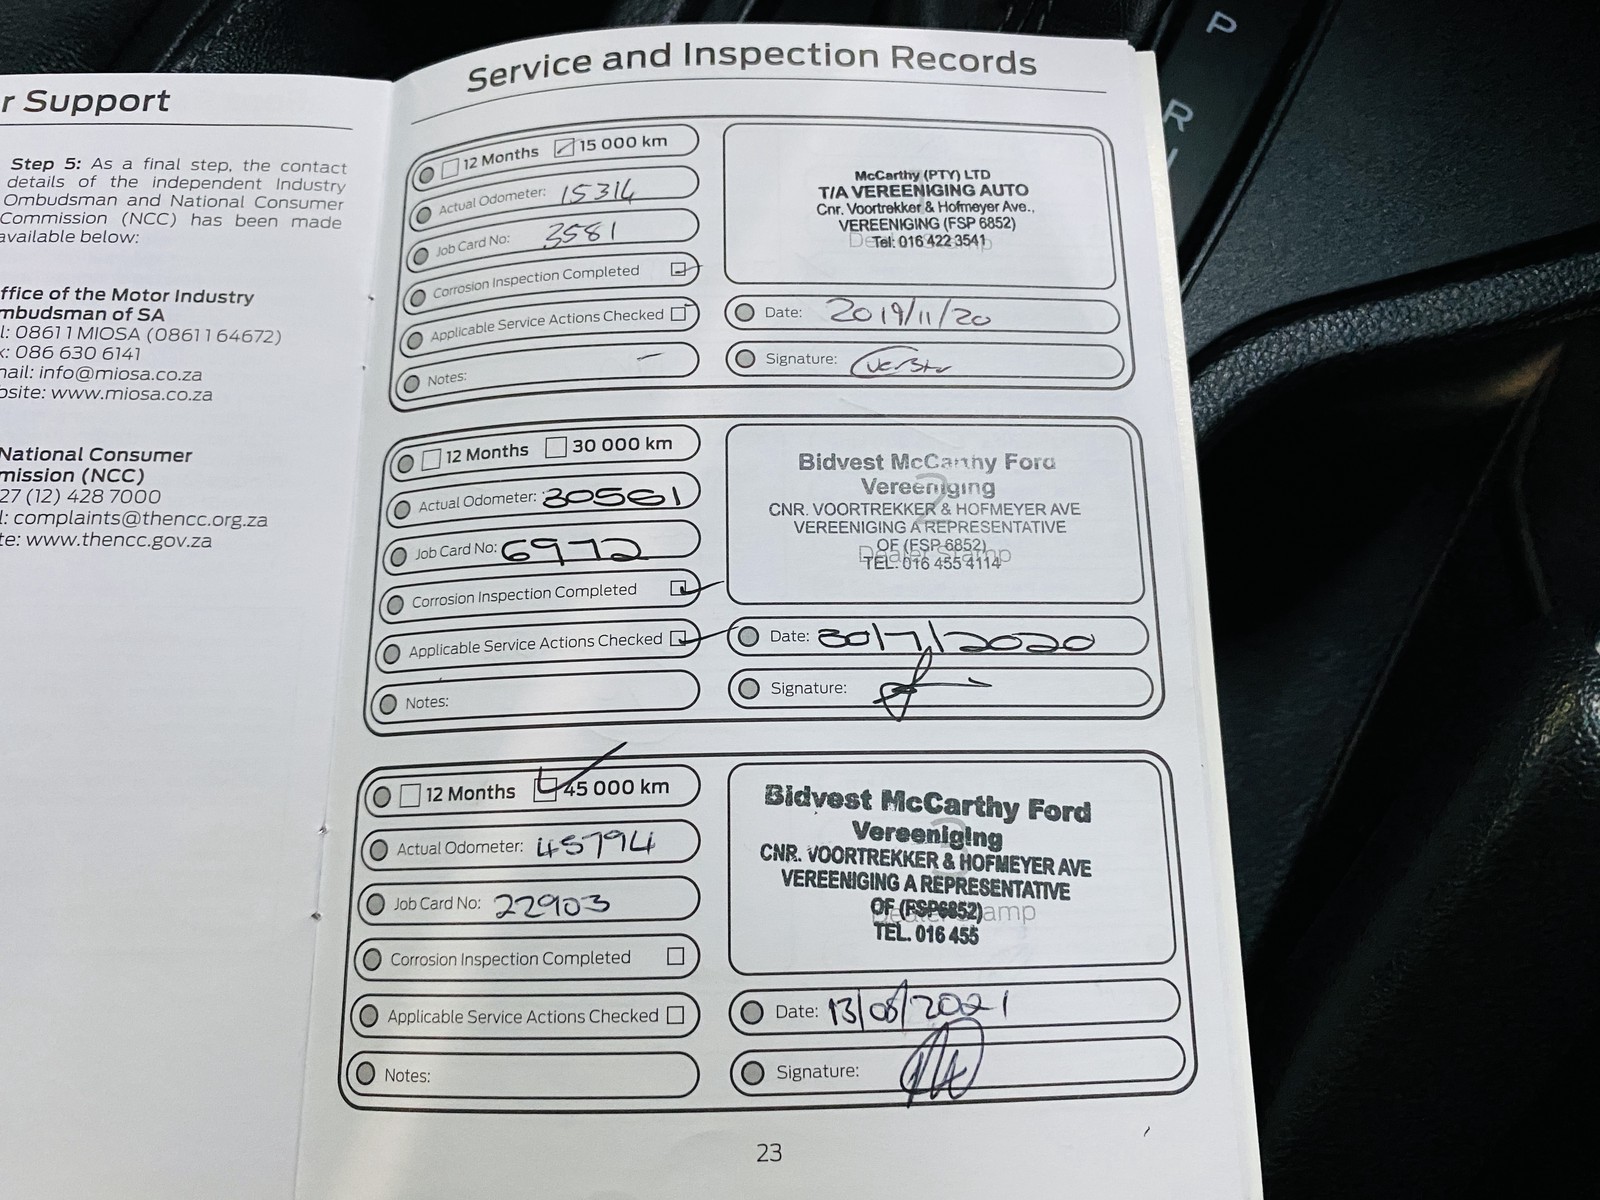 r Support
Step 5: As a final step, the contact
details of the independent Industry
Ombudsman and National Consumer
Commission (NCC) has been made
available below:
ffice of the Motor Industry
mbudsman of SA
l: 08611 MIOSA (0861164672)
x: 086 630 6141
nail: info@miosa.co.za
bsite: www.miosa.co.za
National Consumer
mission (NCC)
27 (12) 428 7000
l: complaints@thencc.org.za
te: www.thencc.gov.za
Service and Inspection Records
12 Months 15 000 km
Actual Odometer: 15314
Job Card No: 3581
Corrosion Inspection Completed
Applicable Service Actions Checked
Notes:
McCarthy (PTY) LTD
T/A VEREENIGING AUTO
Cnr. Voortrekker & Hofmeyer Ave.,
VEREENIGING (FSP 6852)
Tel: 016 422 3541
Date: 2019/11/20
Signature:
12 Months 30 000 km
Actual Odometer: 30561
Job Card No: 6972
Corrosion Inspection Completed
Applicable Service Actions Checked
Notes:
2
Bidvest McCarthy Ford
Vereeniging
CNR. VOORTREKKER & HOFMEYER AVE
VEREENIGING A REPRESENTATIVE
OF (FSP 6852)
Dealer Stamp
TEL. 016 455 4114
Date: 30/7/2020
Signature:
12 Months 45 000 km
Actual Odometer: 45794
Job Card No: 22903
Corrosion Inspection Completed
Applicable Service Actions Checked
Notes:
3
Bidvest McCarthy Ford
Vereeniging
CNR. VOORTREKKER & HOFMEYER AVE
VEREENIGING A REPRESENTATIVE
OF (FSP6852)
Dealer Stamp
TEL. 016 455
Date: 13/08/2021
Signature:
23
P
R